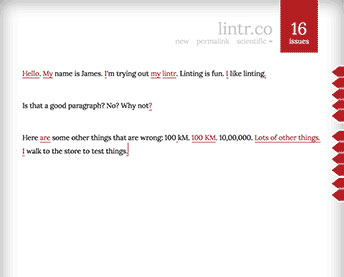 lintr.co
new permalink scientific
16
issues
Hello. My name is James. I'm trying out my lintr. Linting is fun. I like linting.
Is that a good paragraph? No? Why not?
Here are some other things that are wrong: 100 kM. 100 KM. 10,00,000. Lots of other things.
I walk to the store to test things.